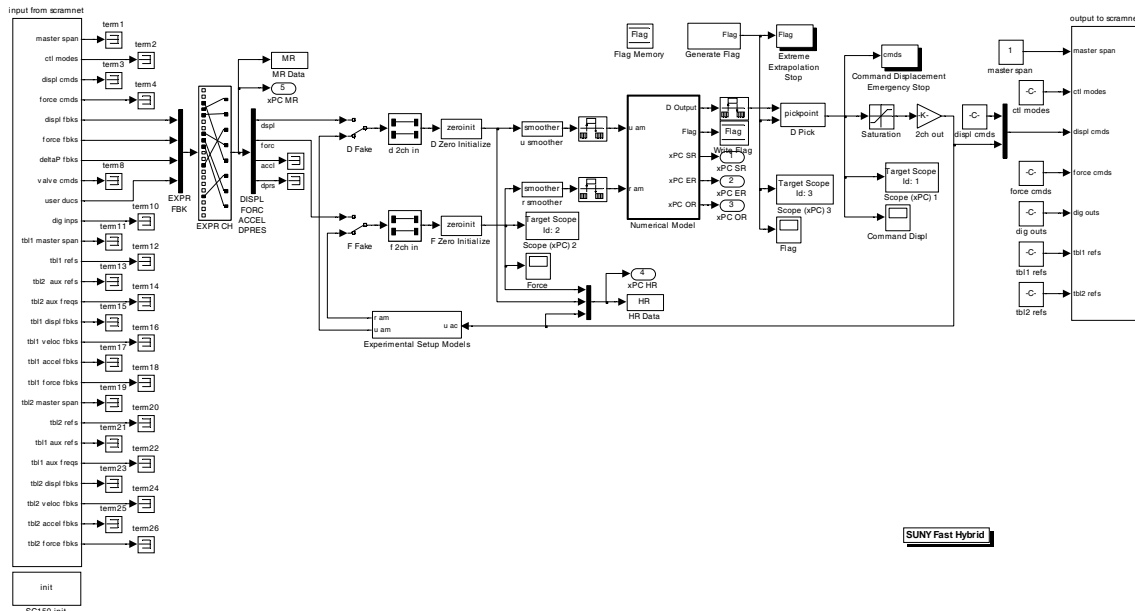 input from scramnet
master span
ctl modes
displ cmds
force cmds
displ fbks
force fbks
deltaP fbks
valve cmds
user ducs
dig inps
tbl1 master span
tbl1 refs
tbl2 aux refs
tbl2 aux freqs
tbl1 displ fbks
tbl1 veloc fbks
tbl1 accel fbks
tbl1 force fbks
tbl2 master span
tbl2 refs
tbl1 aux refs
tbl1 aux freqs
tbl2 displ fbks
tbl2 veloc fbks
tbl2 accel fbks
tbl2 force fbks
init
SC150 init
term1
term2
term3
term4
term8
term10
term11
term12
term13
term14
term15
term16
term17
term18
term19
term20
term21
term22
term23
term24
term25
term26
EXPR
FBK
EXPR CH
DISPL
FORC
ACCEL
DPRES
MR
MR Data
5
xPC MR
dspl
forc
accl
dprs
D Fake
F Fake
d 2ch in
f 2ch in
zeroinit
D Zero Initialize
zeroinit
F Zero Initialize
smoother
u smoother
smoother
r smoother
Target Scope
Id: 2
Scope (xPC) 2
Force
r am
u am
u ac
Experimental Setup Models
4
xPC HR
HR
HR Data
u am
r am
D Output
Flag
xPC SR
xPC ER
xPC OR
Numerical Model
Flag
Flag Memory
Flag
Generate Flag
Flag
Extreme
Extrapolation
Stop
Flag
Write Flag
1
xPC SR
2
xPC ER
3
xPC OR
pickpoint
D Pick
Target Scope
Id: 3
Scope (xPC) 3
Flag
cmds
Command Displacement
Emergency Stop
Saturation
-K-
2ch out
Target Scope
Id: 1
Scope (xPC) 1
Command Displ
1
master span
-C-
ctl modes
-C-
displ cmds
-C-
force cmds
-C-
dig outs
-C-
tbl1 refs
-C-
tbl2 refs
output to scramne
master span
ctl modes
displ cmds
force cmds
dig outs
tbl1 refs
tbl2 refs
SUNY Fast Hybrid